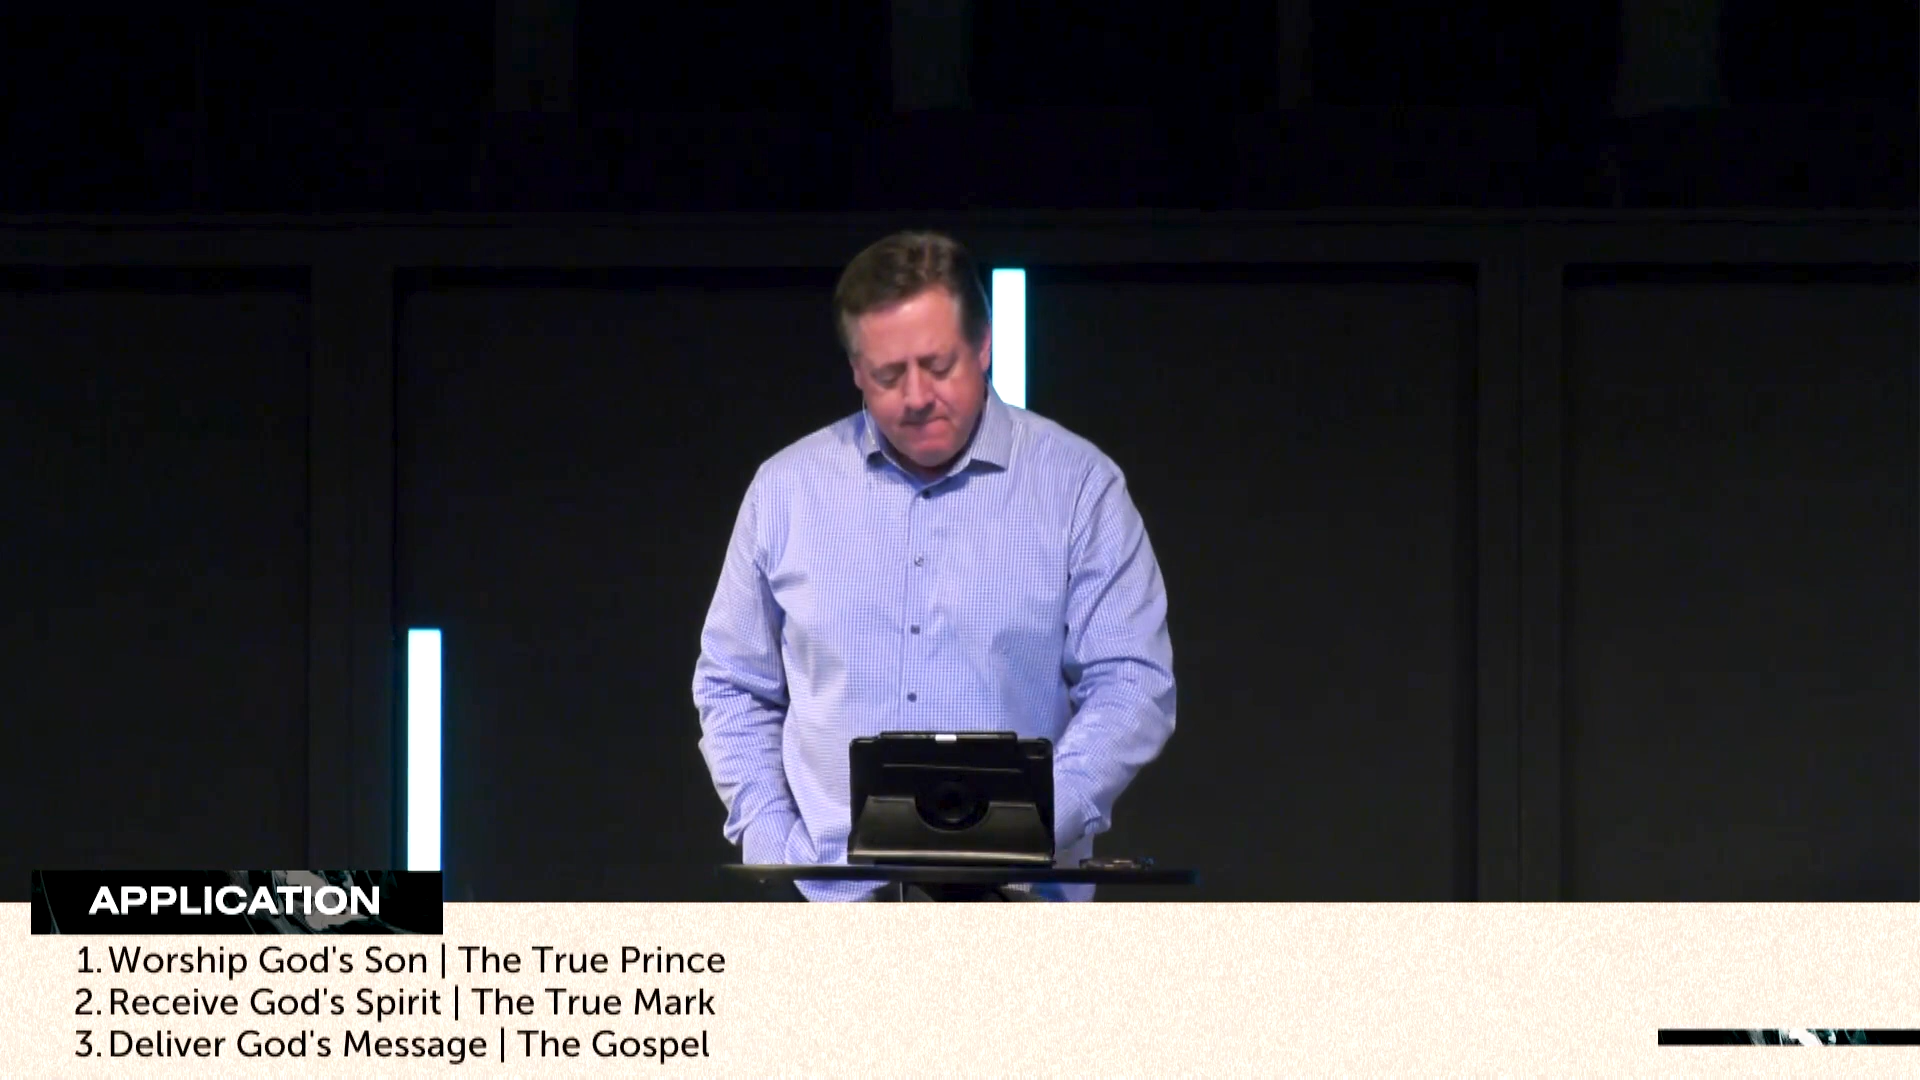 APPLICATION
1. Worship God's Son | The True Prince
2. Receive God's Spirit | The True Mark
3. Deliver God's Message | The Gospel